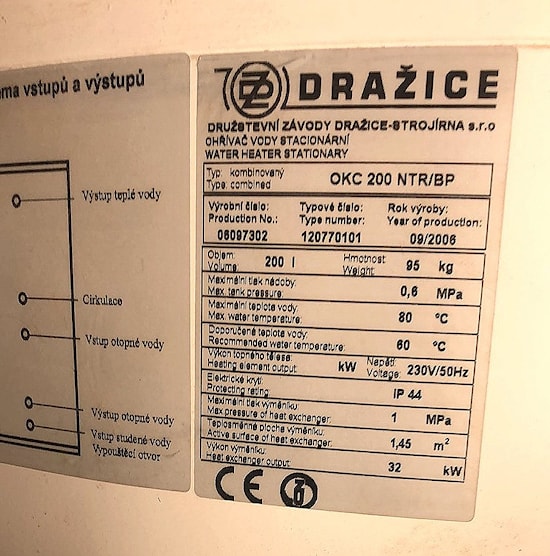 ma vstupů a výstupů
Výstup teplé vody
Cirkulace
Vstup otopné vody
Výstup otopné vody
Vstup studené vody
Vypouštěcí otvor
DRAŽICE
DRUŽSTEVNÍ ZÁVODY DRAŽICE-STROJÍRNA s.r.o
OHŘÍVAČ VODY STACIONÁRNÍ
WATER HEATER STATIONARY
Typ: kombinovaný
Type: combined
OKC 200 NTR/BP
Výrobní číslo: Typové číslo: Rok výroby:
Production No.: Type number: Year of production:
06097302 120770101 09/2006
Objem: Hmotnost
Volume: 200 l Weight: 95 kg
Maximální tlak nádoby:
Max. tank pressure: 0,6 MPa
Maximální teplota vody:
Max. water temperature: 80 °C
Doporučené teplota vody:
Recommended water temperature: 60 °C
Výkon topného tělesa: Napětí:
Heating element output: kW Voltage: 230V/50Hz
Elektrické krytí:
Protecting rating: IP 44
Maximální tlak výměníku:
Max pressure of heat exchanger: 1 MPa
Teplosměnné plocha výměníku:
Active surface of heat exchanger: 1,45 m²
Výkon výměníku:
Heat exchanger output: 32 kW
CE